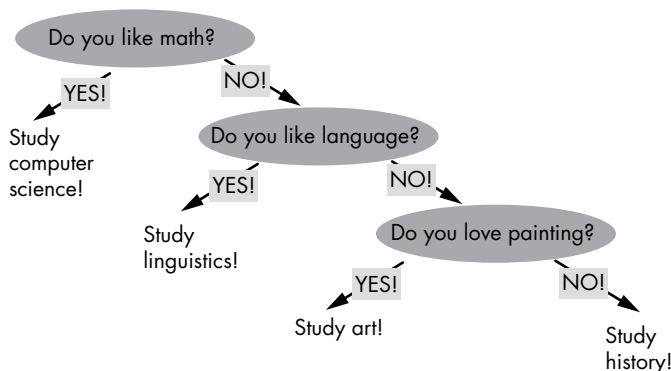 Do you like math?
YES!
NO!
Study
computer
science!
Do you like language?
YES!
NO!
Study
linguistics!
Do you love painting?
YES!
NO!
Study art!
Study
history!